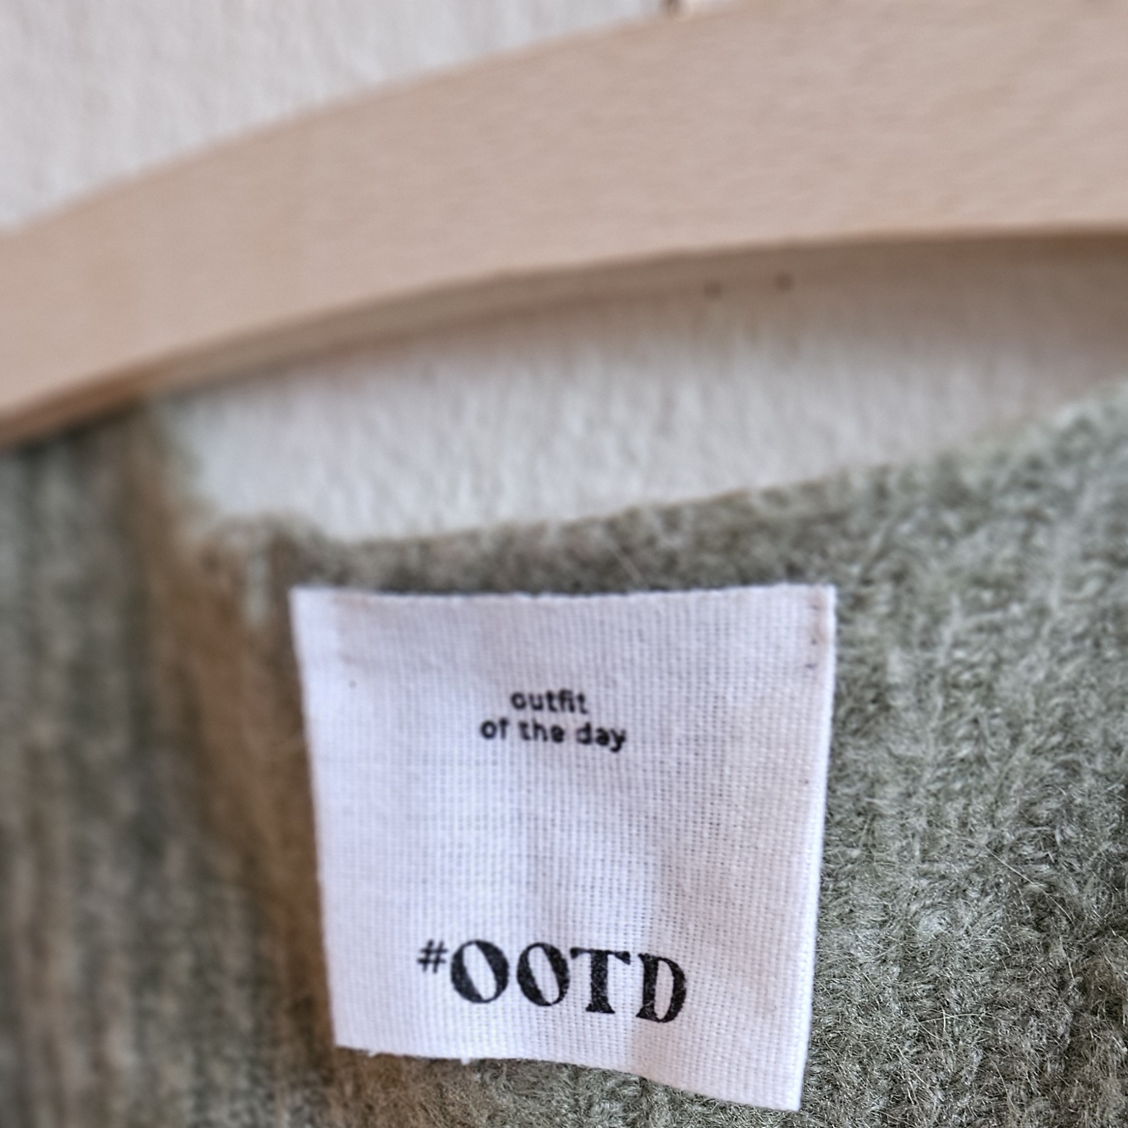 outfit
of the day
#OOTD